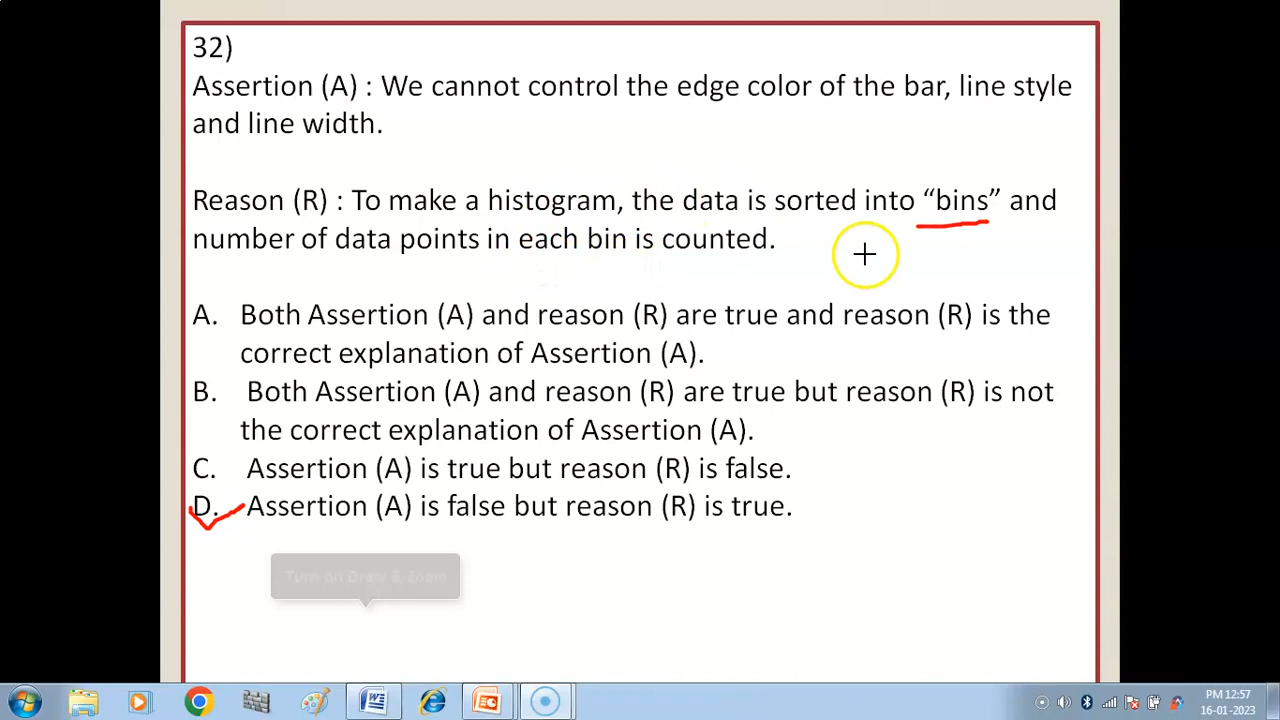 32)
Assertion (A) : We cannot control the edge color of the bar, line style
and line width.
Reason (R) : To make a histogram, the data is sorted into “bins” and
number of data points in each bin is counted.
A. Both Assertion (A) and reason (R) are true and reason (R) is the
correct explanation of Assertion (A).
B. Both Assertion (A) and reason (R) are true but reason (R) is not
the correct explanation of Assertion (A).
C. Assertion (A) is true but reason (R) is false.
D. Assertion (A) is false but reason (R) is true.
Turn on Draw & Zoom
PM 12:57
16-01-2023